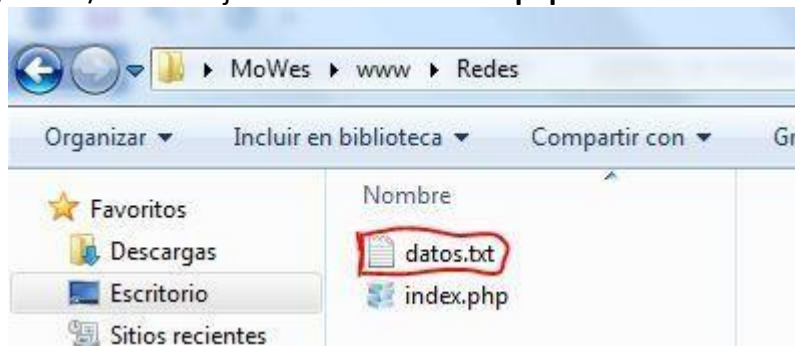 MoWes ▸ www ▸ Redes
Organizar ▾ Incluir en biblioteca ▾ Compartir con ▾
Nombre
Favoritos
Descargas
datos.txt
Escritorio
index.php
Sitios recientes